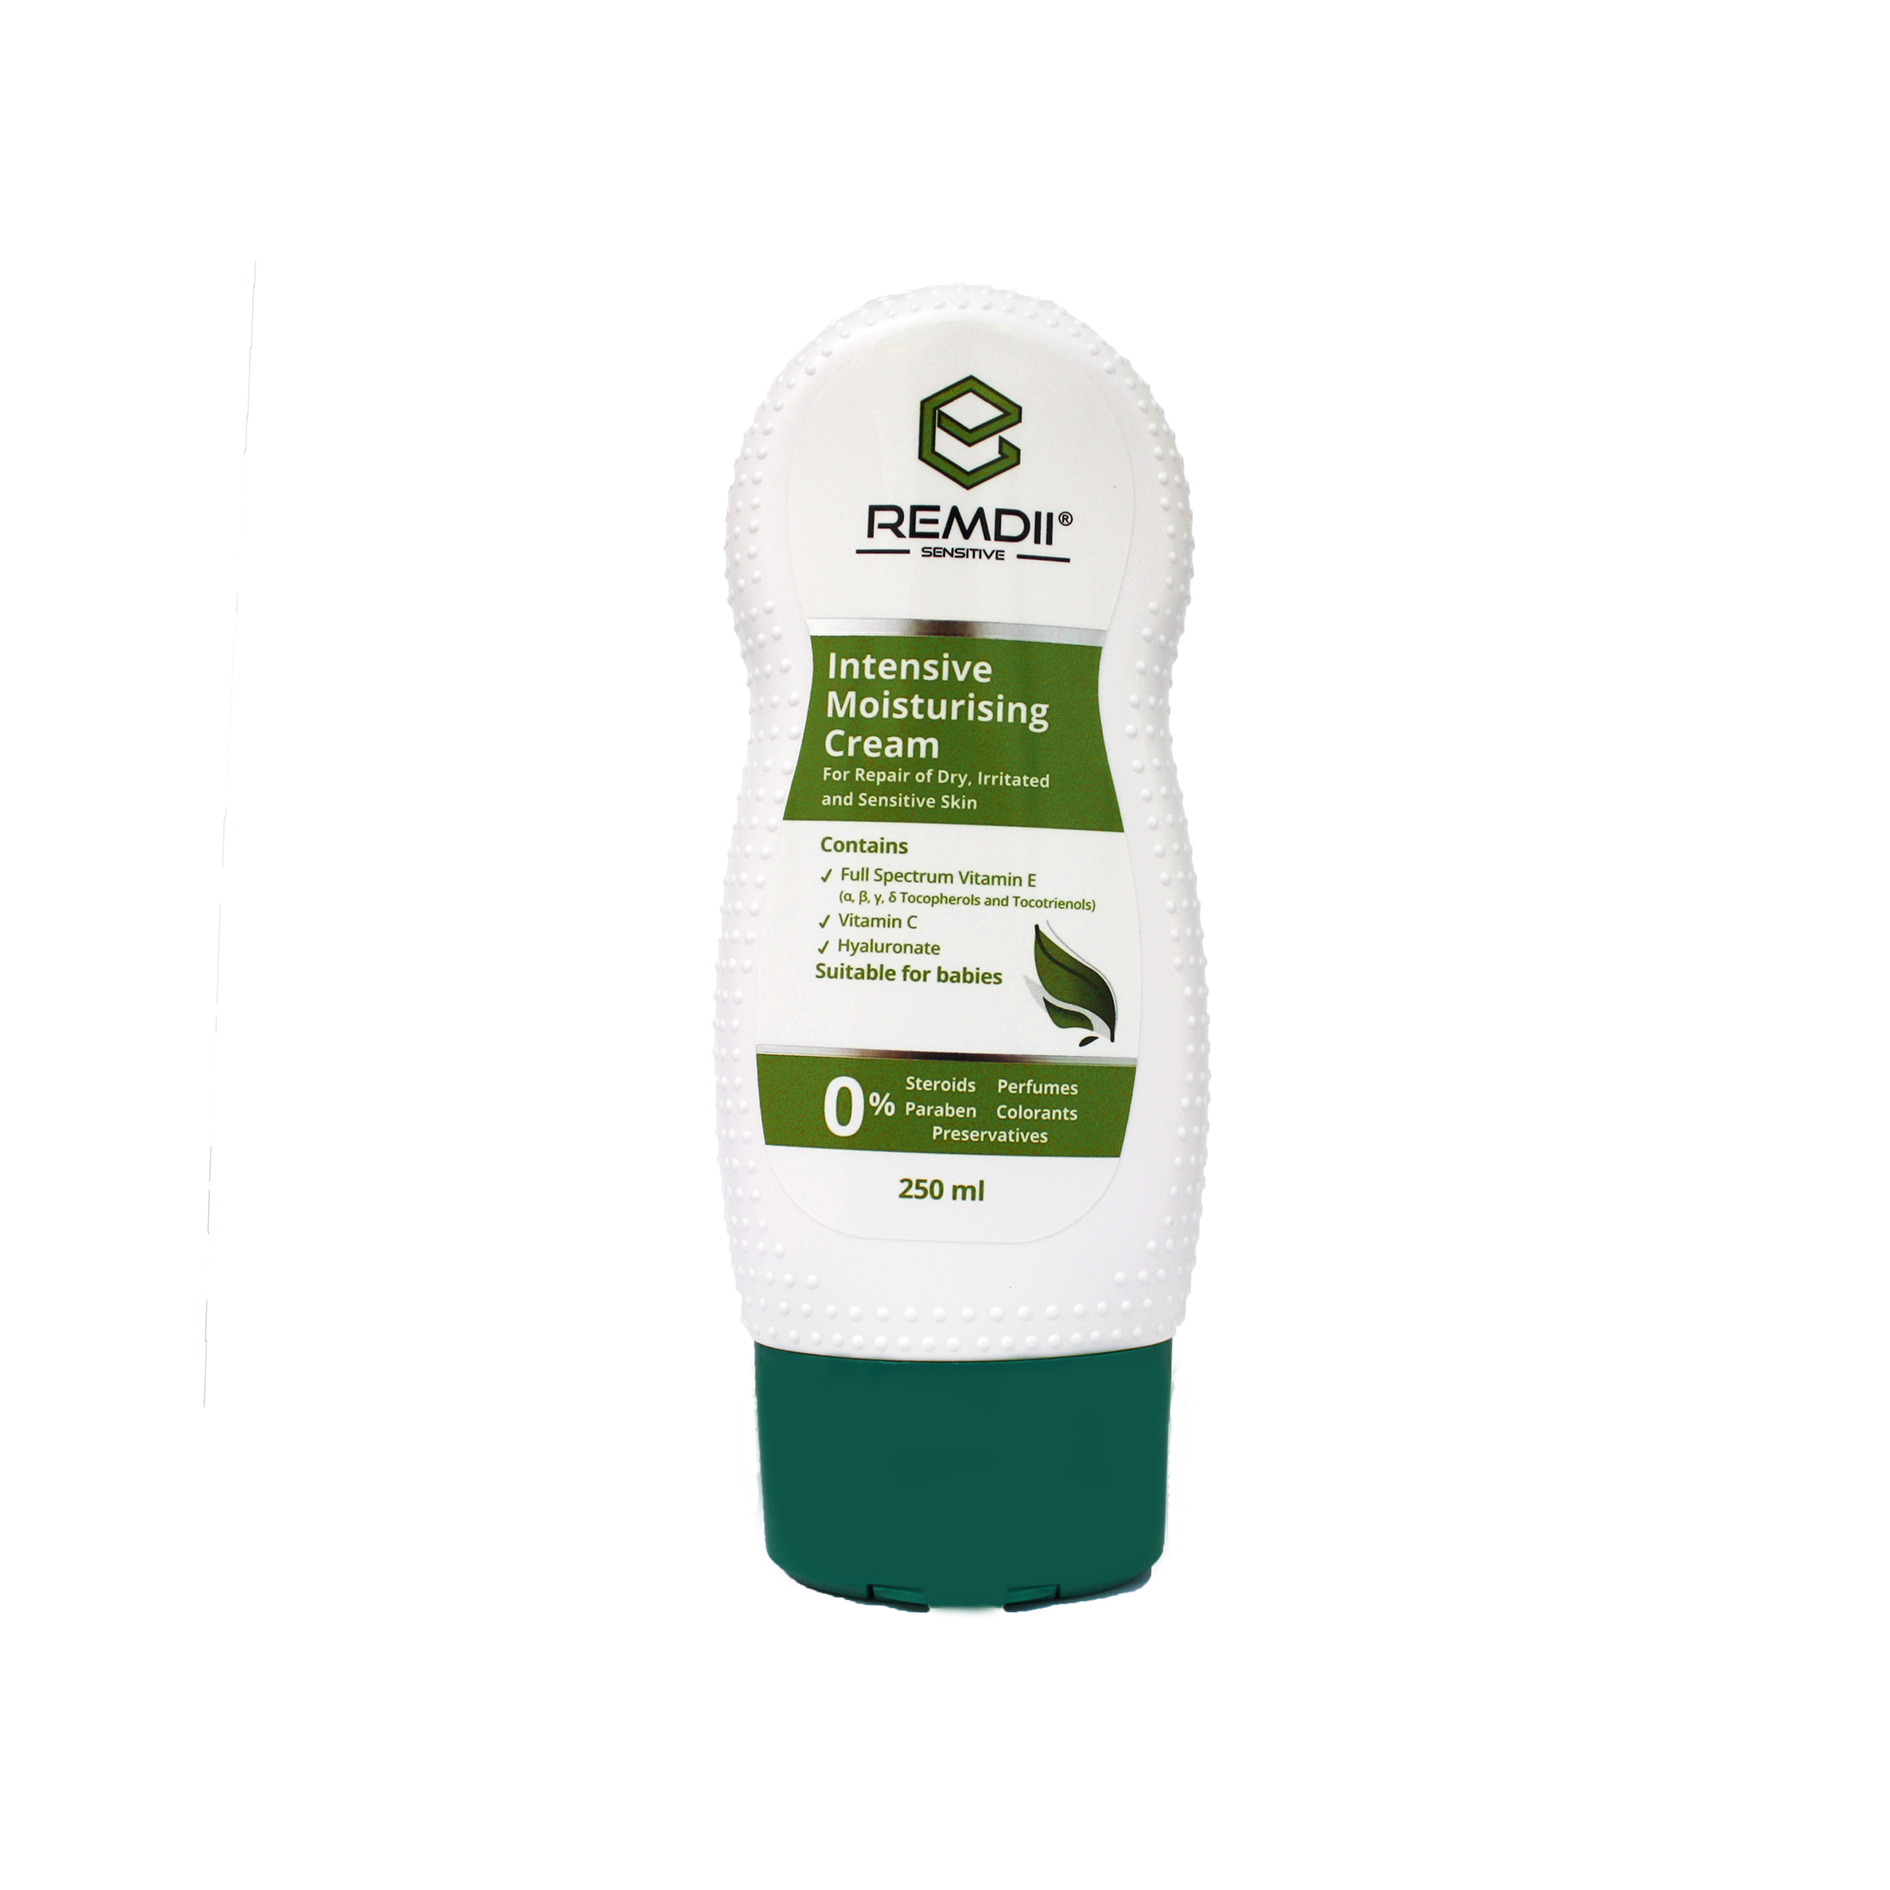 REMDII®
SENSITIVE
Intensive
Moisturising
Cream
For Repair of Dry, Irritated
and Sensitive Skin
Contains
✓ Full Spectrum Vitamin E
(α, β, γ, δ Tocopherols and Tocotrienols)
✓ Vitamin C
✓ Hyaluronate
Suitable for babies
0% Steroids Perfumes
Paraben Colorants
Preservatives
250 ml